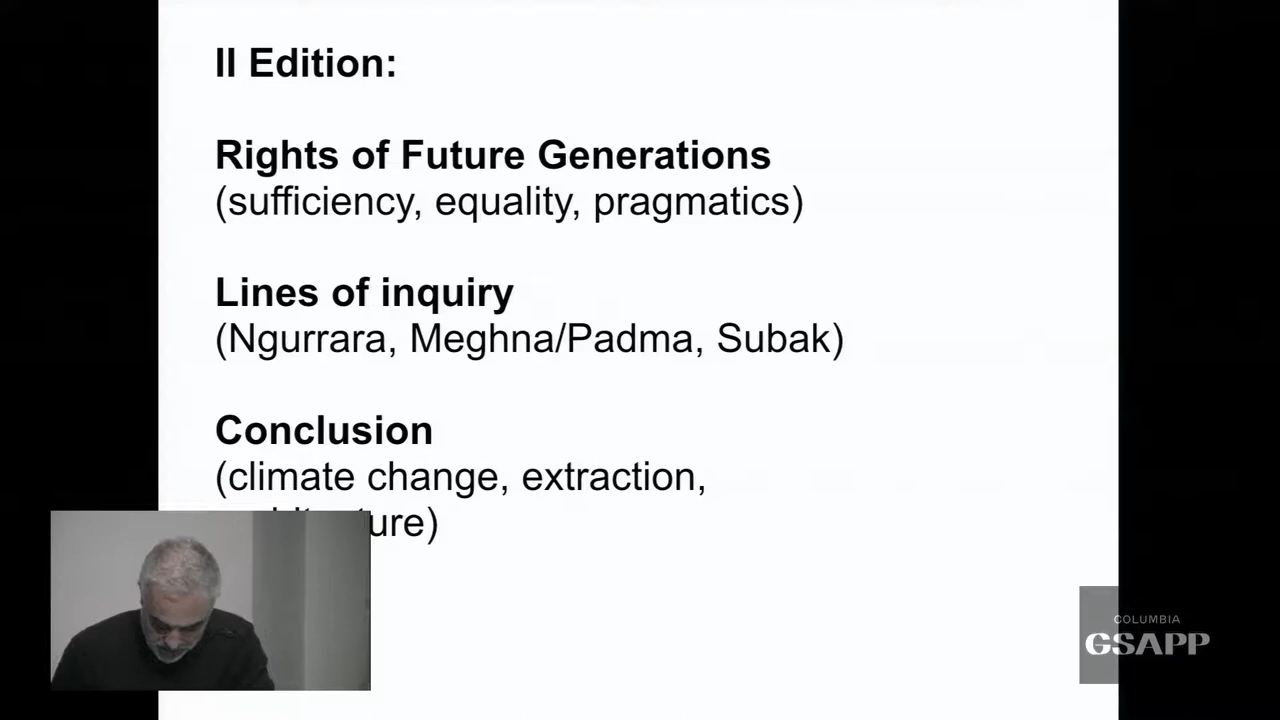 II Edition:
Rights of Future Generations
(sufficiency, equality, pragmatics)
Lines of inquiry
(Ngurrara, Meghna/Padma, Subak)
Conclusion
(climate change, extraction,
COLUMBIA
GSAPP